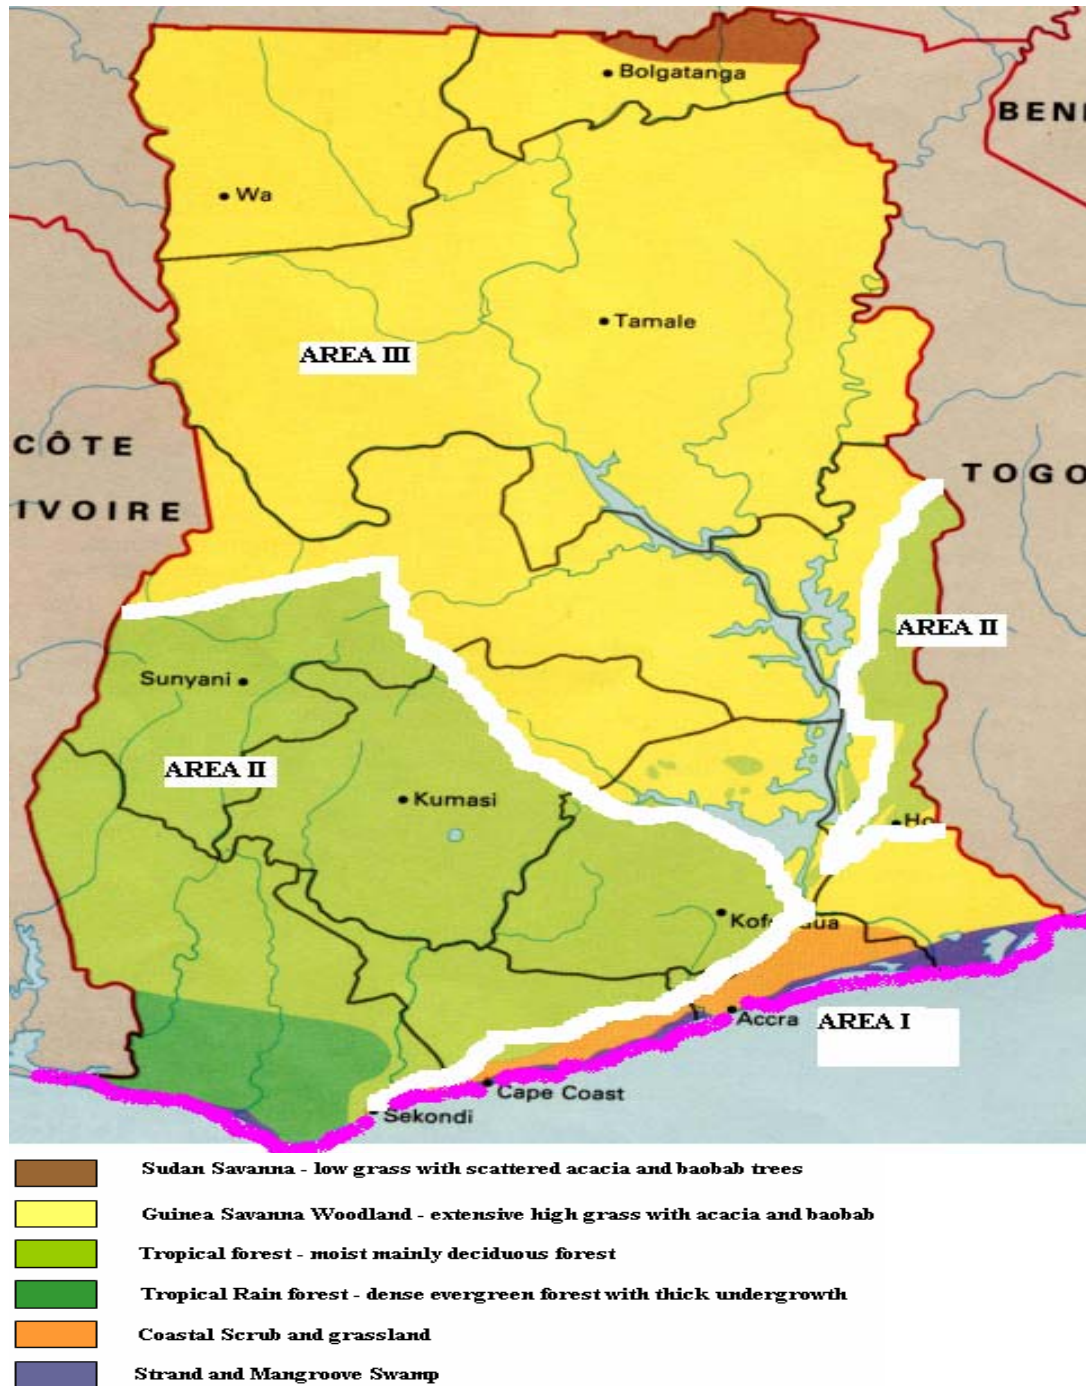 Bolgatanga
BENI
Wa
Tamale
AREA III
CÔTE
IVOIRE
TOGO
AREA II
Sunyani
AREA II
Kumasi
Ho
Kof dua
Accra
AREA I
Cape Coast
Sekondi
Sudan Savanna - low grass with scattered acacia and baobab trees
Guinea Savanna Woodland - extensive high grass with acacia and baobab
Tropical forest - moist mainly deciduous forest
Tropical Rain forest - dense evergreen forest with thick undergrowth
Coastal Scrub and grassland
Strand and Mangroove Swamp